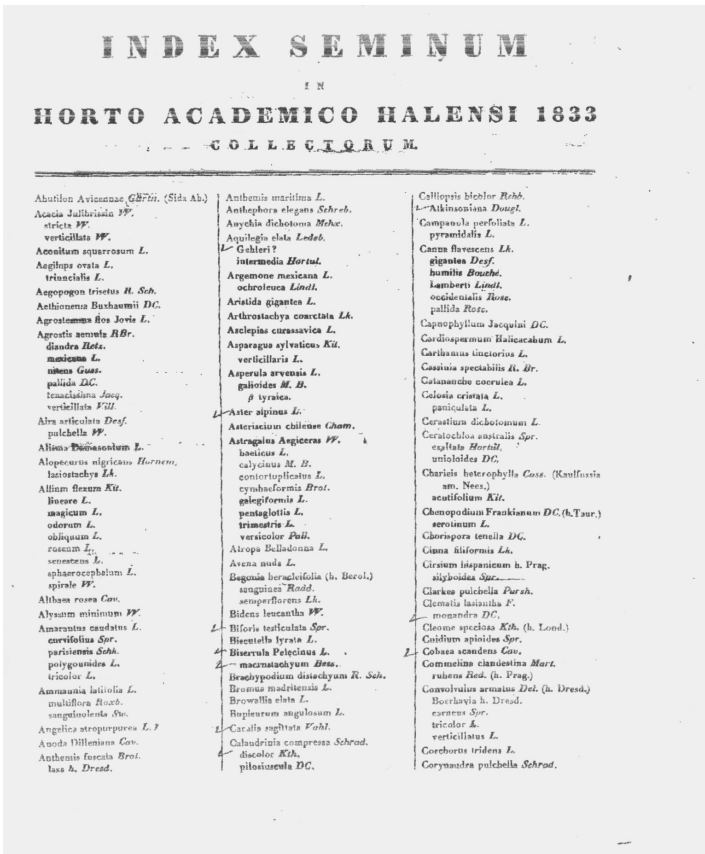 INDEX SEMINUM
IN
HORTO ACADEMICO HALENSI 1833
COLLECTORUM.
Abutilon Avicennae Gärtn. (Sida Ab.)
Acacia Julibrissin W.
stricta W.
verticillata W.
Aconitum squarrosum L.
Aegilops ovata L.
triuncialis L.
Aegopogon trisetus R. Sch.
Aethionema Buxbaumii DC.
Agrostemma flos Jovis L.
Agrostis aemula RBr.
diandra Retz.
mexicana L.
nitens Guss.
pallida DC.
tenacissima Jacq.
verticillata Vill.
Aira articulata Desf.
pulchella W.
Alisma Damasonium L.
Alopecurus nigricans Hornem.
lasiostachys Lk.
Allium flexum Kit.
lineare L.
magicum L.
odorum L.
obliquum L.
roseum L.
senescens L.
sphaerocephalum L.
spirale W.
Althaea rosea Cav.
Alyssum minimum W.
Amarantus caudatus L.
curvifolius Spr.
parisiensis Schk.
polygonoides L.
tricolor L.
Ammannia latifolia L.
multiflora Roxb.
sanguinolenta Sw.
Angelica atropurpurea L.?
Anoda Dilleniana Cav.
Anthemis fuscata Brot.
laxa h. Dresd.
Anthemis maritima L.
Anthephora elegans Schreb.
Anychia dichotoma Mchx.
Aquilegia elata Ledeb.
Gebleri?
intermedia Hortul.
Argemone mexicana L.
ochroleuca Lindl.
Aristida gigantea L.
Arthrostachya coarctata Lk.
Asclepias curassavica L.
Asparagus sylvaticus Kit.
verticillaris L.
Asperula arvensis L.
galioides M. B.
β tyraica.
Aster alpinus L.
Asteriscium chilense Cham.
Astragalus Aegiceras W.
baeticus L.
calycinus M. B.
contortuplicatus L.
cymbaeformis Brot.
galegiformis L.
pentaglottis L.
trimestris L.
versicolor Pall.
Atropa Belladonna L.
Avena nuda L.
Begonia heracleifolia (h. Berol.)
sanguinea Radd.
semperflorens Lk.
Bidens leucantha W.
Biforis testiculata Spr.
Biscutella lyrata L.
Biserrula Pelecinus L.
macrostachyum Bess.
Brachypodium distachyum R. Sch.
Bromus madritensis L.
Browallia elata L.
Bupleurum angulosum L.
Cacalia sagittata Vahl.
Calandrinia compressa Schrad.
discolor Kth.
pilosiuscula DC.
Calliopsis bicolor Rchb.
Atkinsoniana Dougl.
Campanula perfoliata L.
pyramidalis L.
Canna flavescens Lk.
gigantea Desf.
humilis Bouché.
Lamberti Lindl.
occidentalis Rosc.
pallida Rosc.
Capnophyllum Jacquini DC.
Cardiospermum Halicacabum L.
Carthamus tinctorius L.
Cassinia spectabilis R. Br.
Catananche coerulea L.
Celosia cristata L.
paniculata L.
Cerastium dichotomum L.
Ceratochloa australis Spr.
exaltata Hortul.
unioloides DC.
Charieis heterophylla Cass. (Kaulfussia
am. Nees.)
acutifolium Kit.
Chenopodium Frankianum DC. (h. Taur.)
serotinum L.
Chorispora tenella DC.
Cinna filiformis Lk.
Cirsium hispanicum h. Prag.
silyboides Spr.
Clarkea pulchella Pursh.
Clematis lasiantha F.
monandra DC.
Cleome speciosa Kth. (h. Lond.)
Cnidium apioides Spr.
Cobaea scandens Cav.
Commelina clandestina Mart.
rubens Red. (h. Prag.)
Convolvulus armatus Del. (h. Dresd.)
Boerhavia h. Dresd.
carneus Spr.
tricolor L.
verticillatus L.
Corchorus tridens L.
Corynaudra pulchella Schrad.